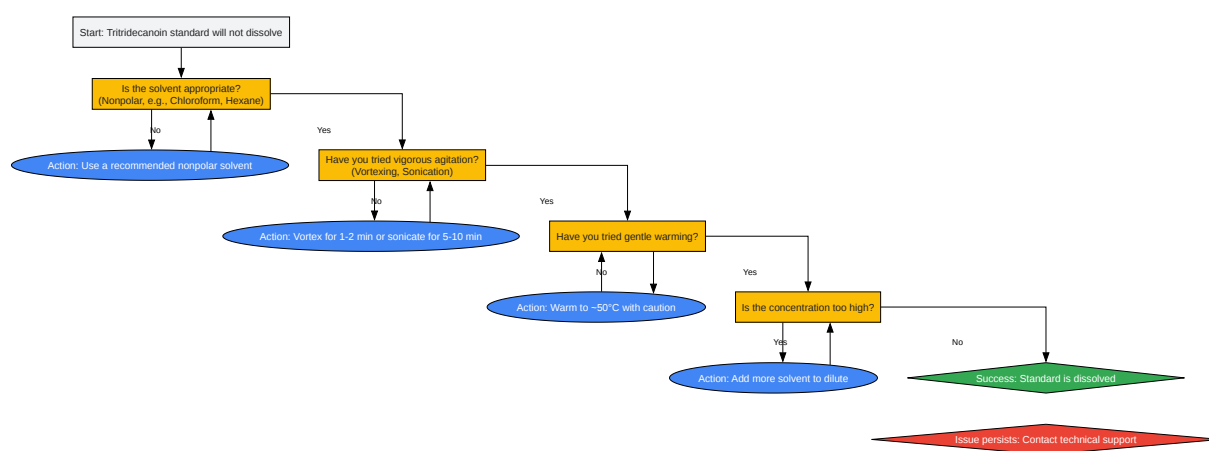 Start: Tritridecanoin standard will not dissolve
Is the solvent appropriate?
(Nonpolar, e.g., Chloroform, Hexane)
No
Yes
Action: Use a recommended nonpolar solvent
Have you tried vigorous agitation?
(Vortexing, Sonication)
No
Yes
Action: Vortex for 1-2 min or sonicate for 5-10 min
Have you tried gentle warming?
No
Yes
Action: Warm to ~50°C with caution
Is the concentration too high?
Yes
No
Action: Add more solvent to dilute
Success: Standard is dissolved
Issue persists: Contact technical support